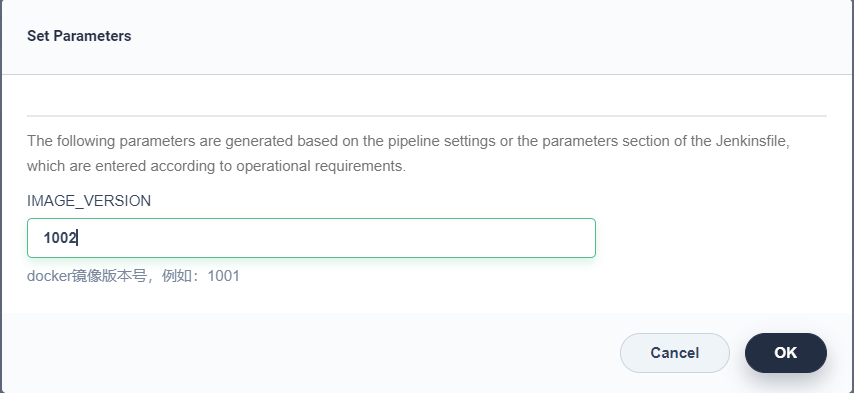 Set Parameters
The following parameters are generated based on the pipeline settings or the parameters section of the Jenkinsfile,
which are entered according to operational requirements.
IMAGE_VERSION
1002
docker镜像版本号，例如：1001
Cancel
OK